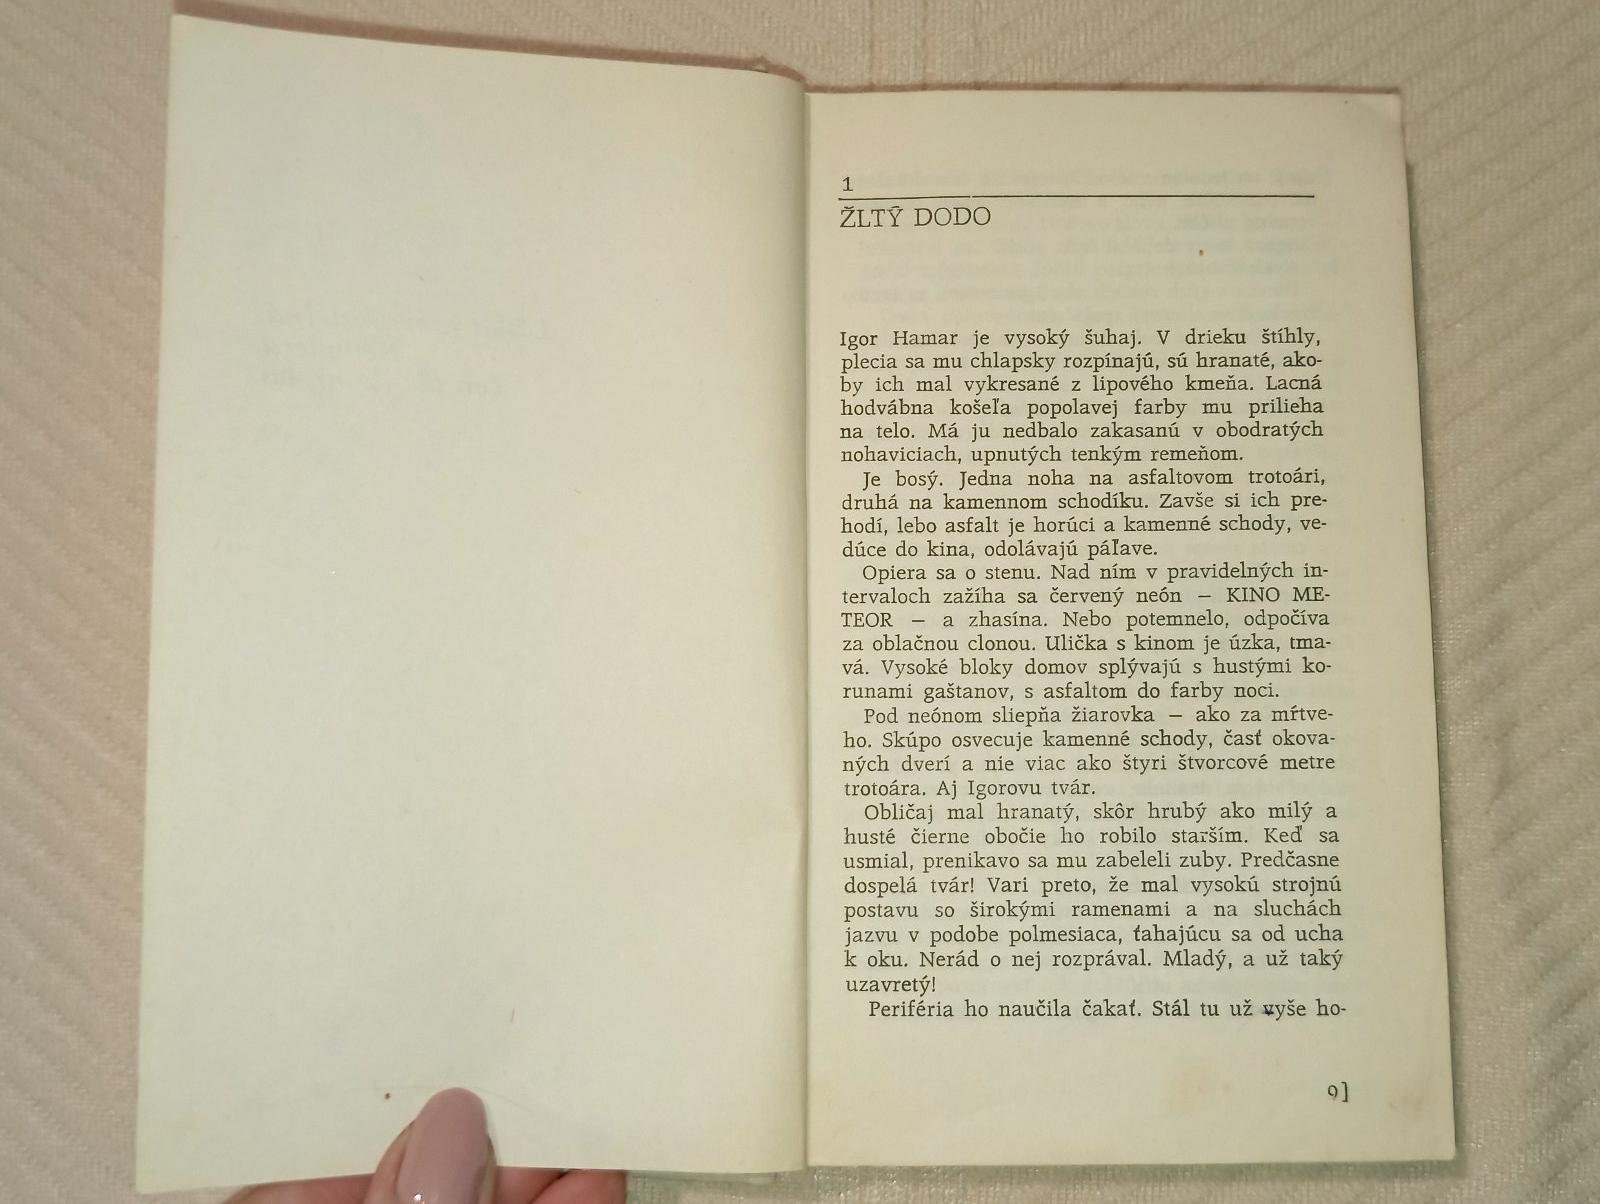 1
ŽLTÝ DODO
Igor Hamar je vysoký šuhaj. V drieku štíhly,
plecia sa mu chlapsky rozpínajú, sú hranaté, ako-
by ich mal vykresané z lipového kmeňa. Lacná
hodvábna košeľa popolavej farby mu prilieha
na telo. Má ju nedbalo zakasanú v obodratých
nohaviciach, upnutých tenkým remeňom.
Je bosý. Jedna noha na asfaltovom trotoári,
druhá na kamennom schodíku. Zavše si ich pre-
hodí, lebo asfalt je horúci a kamenné schody, ve-
dúce do kina, odolávajú páľave.
Opiera sa o stenu. Nad ním v pravidelných in-
tervaloch zažíha sa červený neón — KINO ME-
TEOR — a zhasína. Nebo potemnelo, odpočíva
za oblačnou clonou. Ulička s kinom je úzka, tma-
vá. Vysoké bloky domov splývajú s hustými ko-
runami gaštanov, s asfaltom do farby noci.
Pod neónom sliepňa žiarovka — ako za mŕtve-
ho. Skúpo osvecuje kamenné schody, časť okova-
ných dverí a nie viac ako štyri štvorcové metre
trotoára. Aj Igorovu tvár.
Obličaj mal hranatý, skôr hrubý ako milý a
husté čierne obočie ho robilo starším. Keď sa
usmial, prenikavo sa mu zabeleli zuby. Predčasne
dospelá tvár! Vari preto, že mal vysokú strojnú
postavu so širokými ramenami a na sluchách
jazvu v podobe polmesiaca, ťahajúcu sa od ucha
k oku. Nerád o nej rozprával. Mladý, a už taký
uzavretý!
Periféria ho naučila čakať. Stál tu už vyše ho-
9]